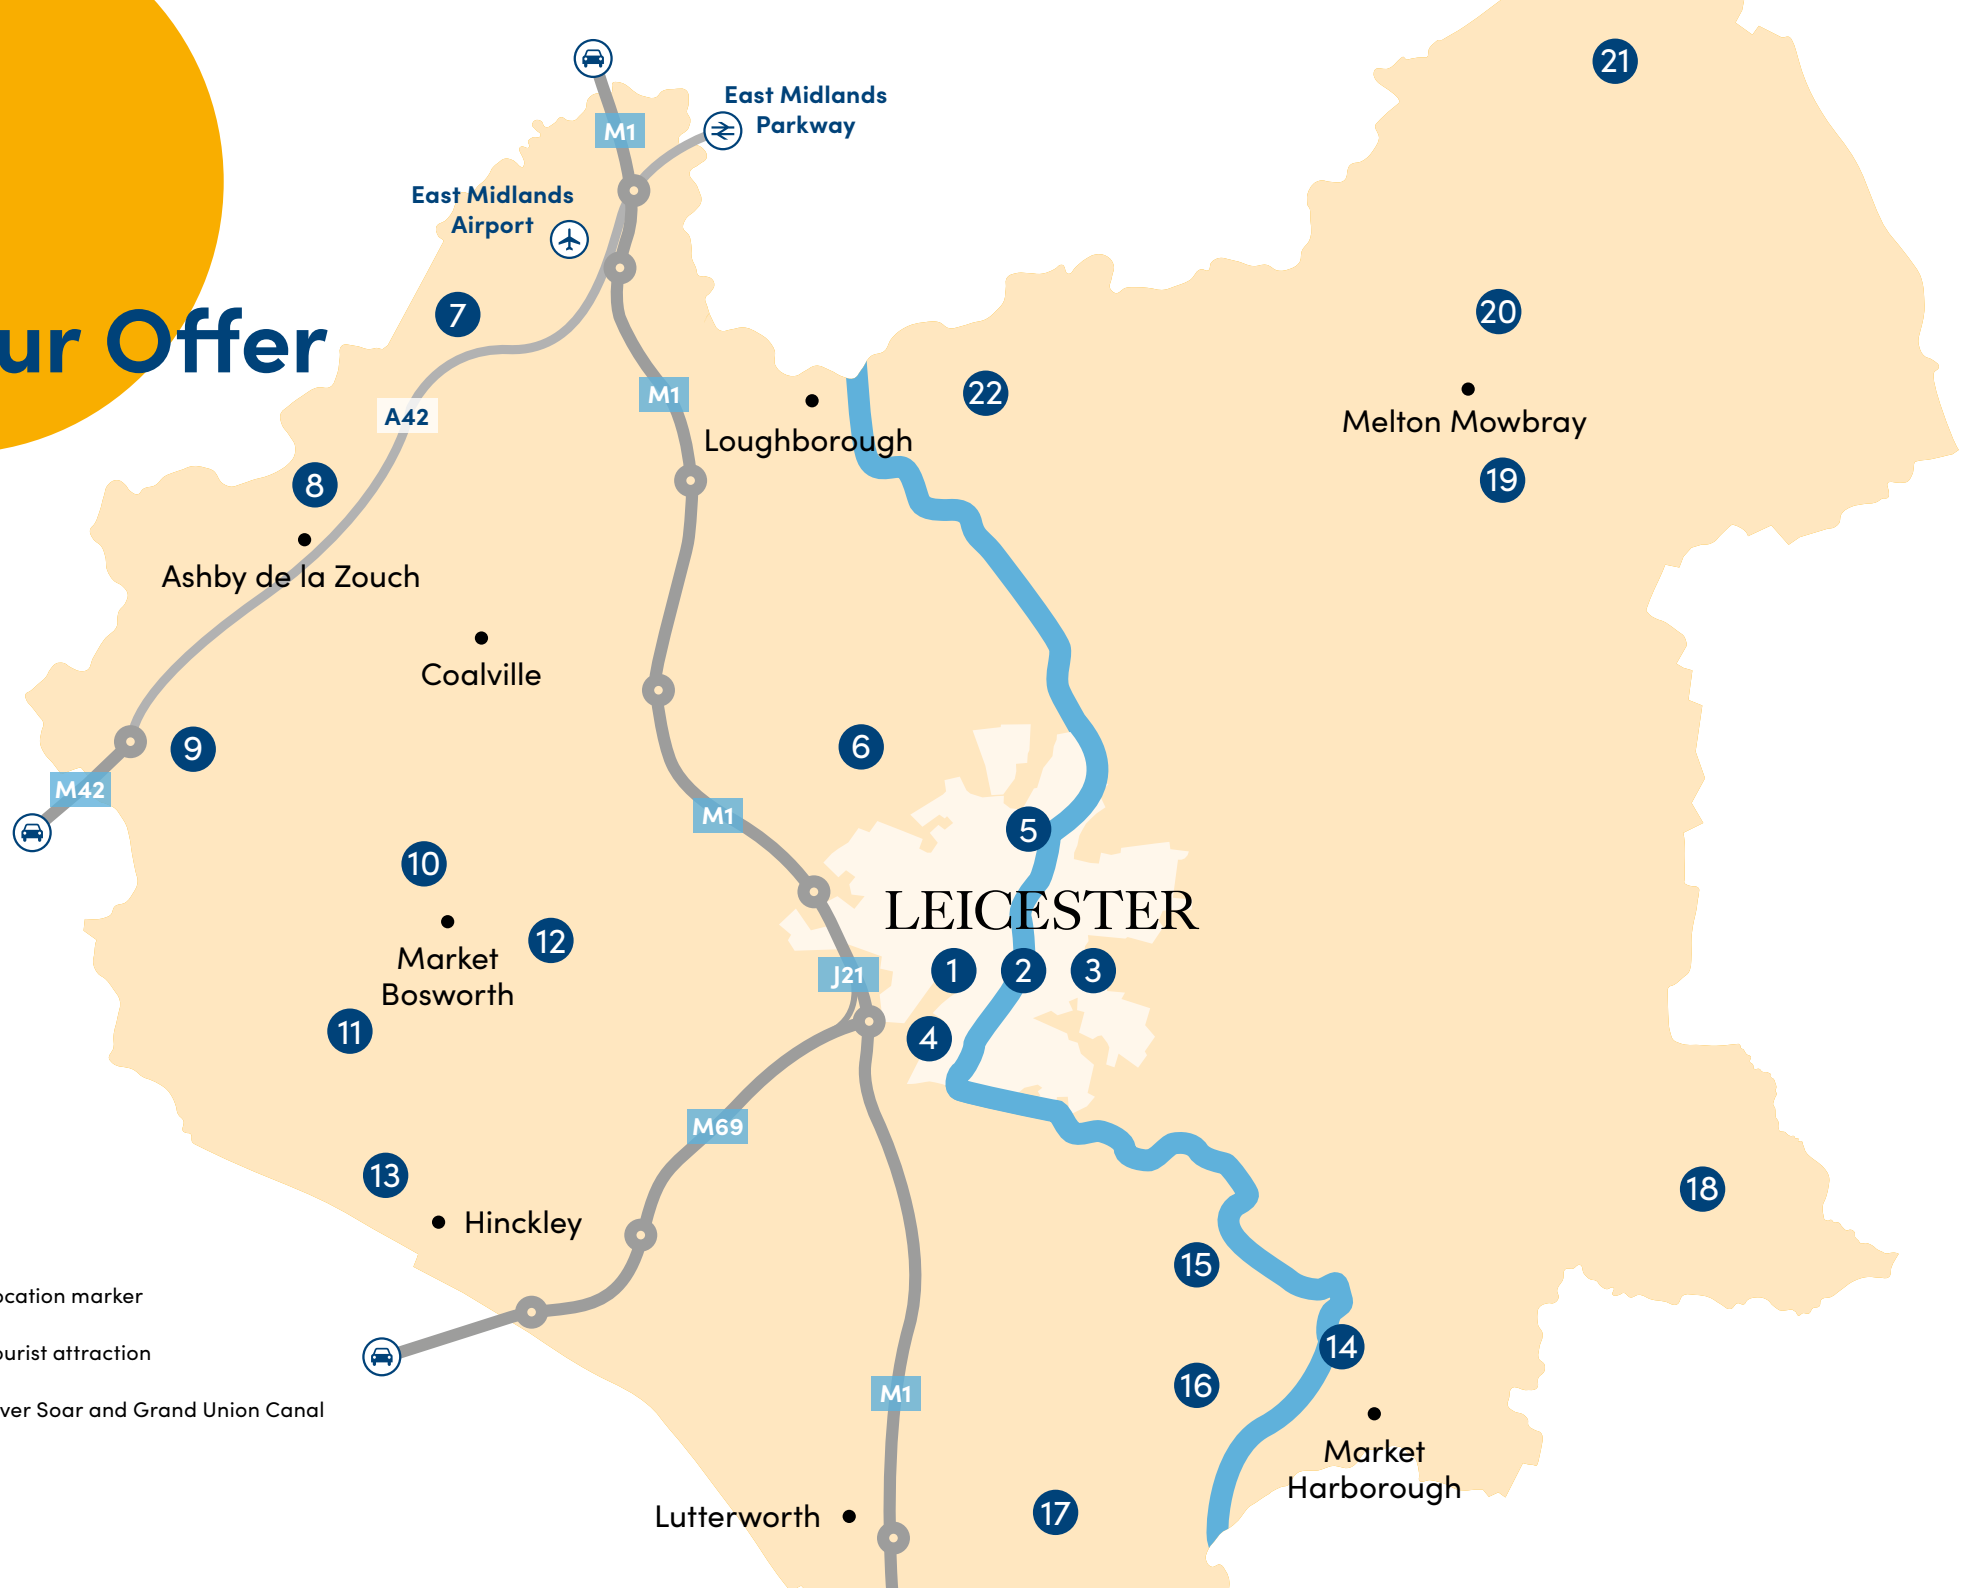 21
East Midlands
Parkway
M1
East Midlands
Airport
7
20
ur Offer
22
M1
A42
Loughborough
Melton Mowbray
19
8
Ashby de la Zouch
Coalville
6
9
M42
M1
5
10
LEICESTER
12
Market
Bosworth
J21
1
2
3
11
4
M69
13
18
Hinckley
15
ocation marker
14
ourist attraction
16
M1
ver Soar and Grand Union Canal
Market
Harborough
17
Lutterworth